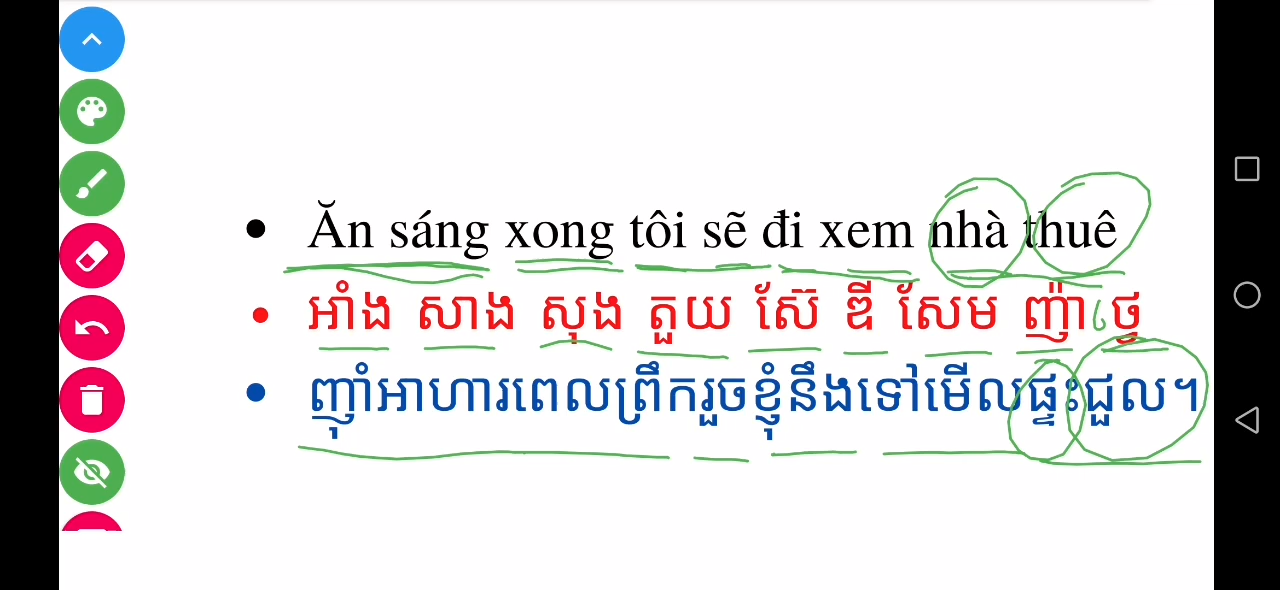 Ăn sáng xong tôi sẽ đi xem nhà thuê
អាំង សាង សុង តួយ ស៊ែ ឌី សែម ញ៉ា ថ្វ
ញ៉ាំអាហារពេលព្រឹករួចខ្ញុំនឹងទៅមើលផ្ទះជួល។